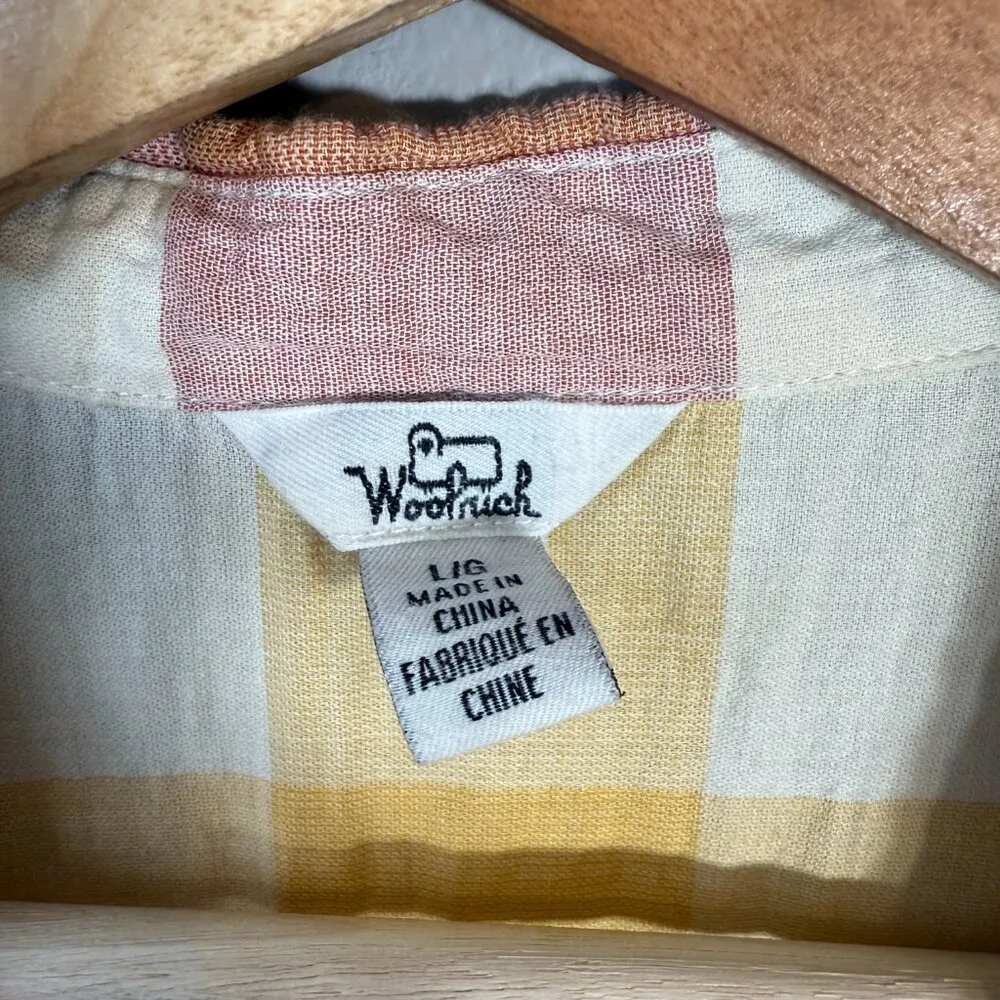 Woolrich
L/G
MADE IN
CHINA
FABRIQUÉ EN
CHINE